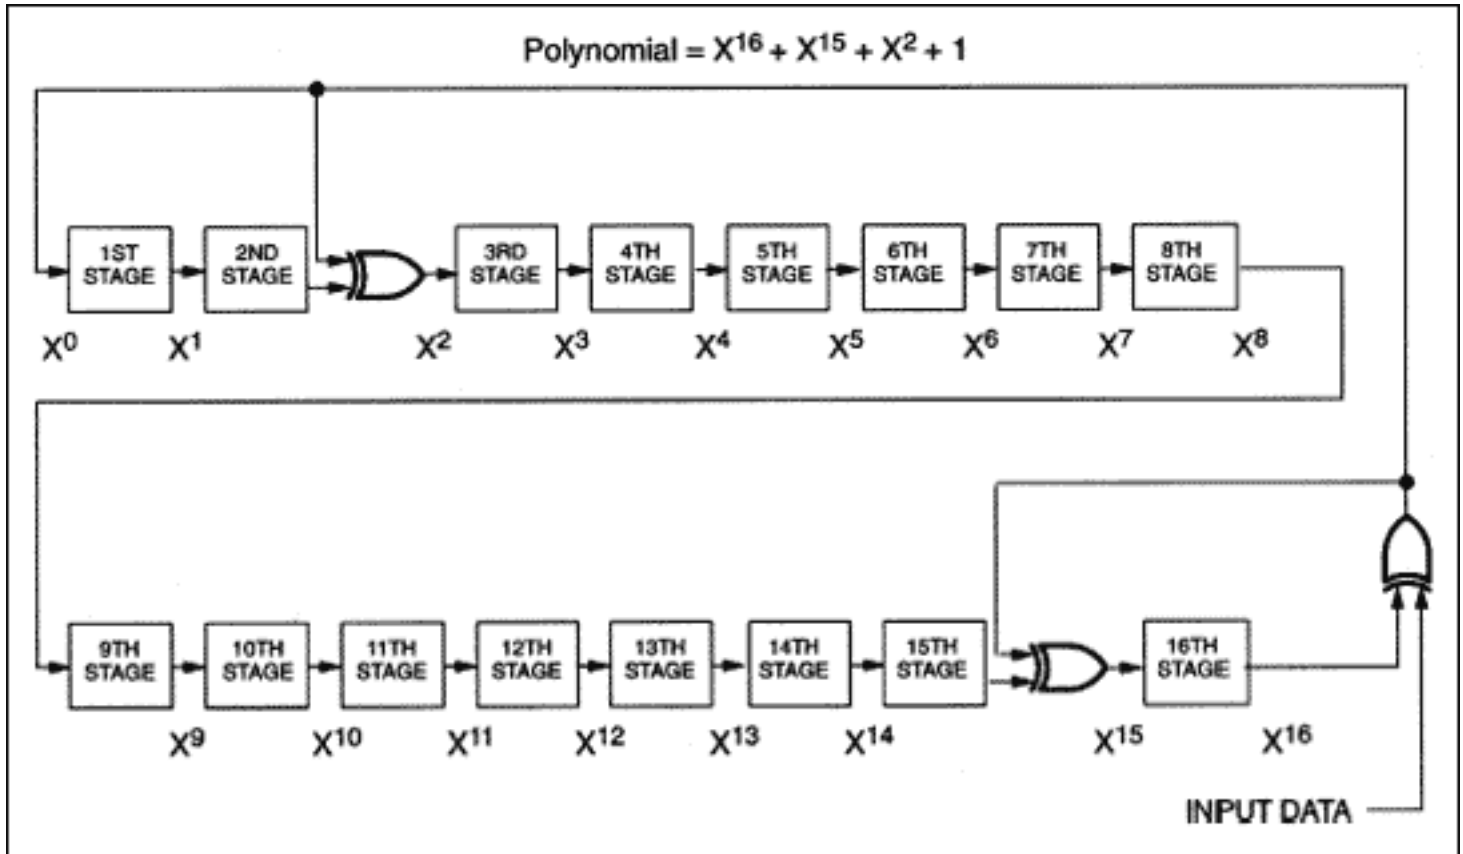 Polynomial = X¹⁶ + X¹⁵ + X² + 1
1ST
STAGE
2ND
STAGE
3RD
STAGE
4TH
STAGE
5TH
STAGE
6TH
STAGE
7TH
STAGE
8TH
STAGE
X⁰ X¹ X² X³ X⁴ X⁵ X⁶ X⁷ X⁸
9TH
STAGE
10TH
STAGE
11TH
STAGE
12TH
STAGE
13TH
STAGE
14TH
STAGE
15TH
STAGE
16TH
STAGE
X⁹ X¹⁰ X¹¹ X¹² X¹³ X¹⁴ X¹⁵ X¹⁶
INPUT DATA